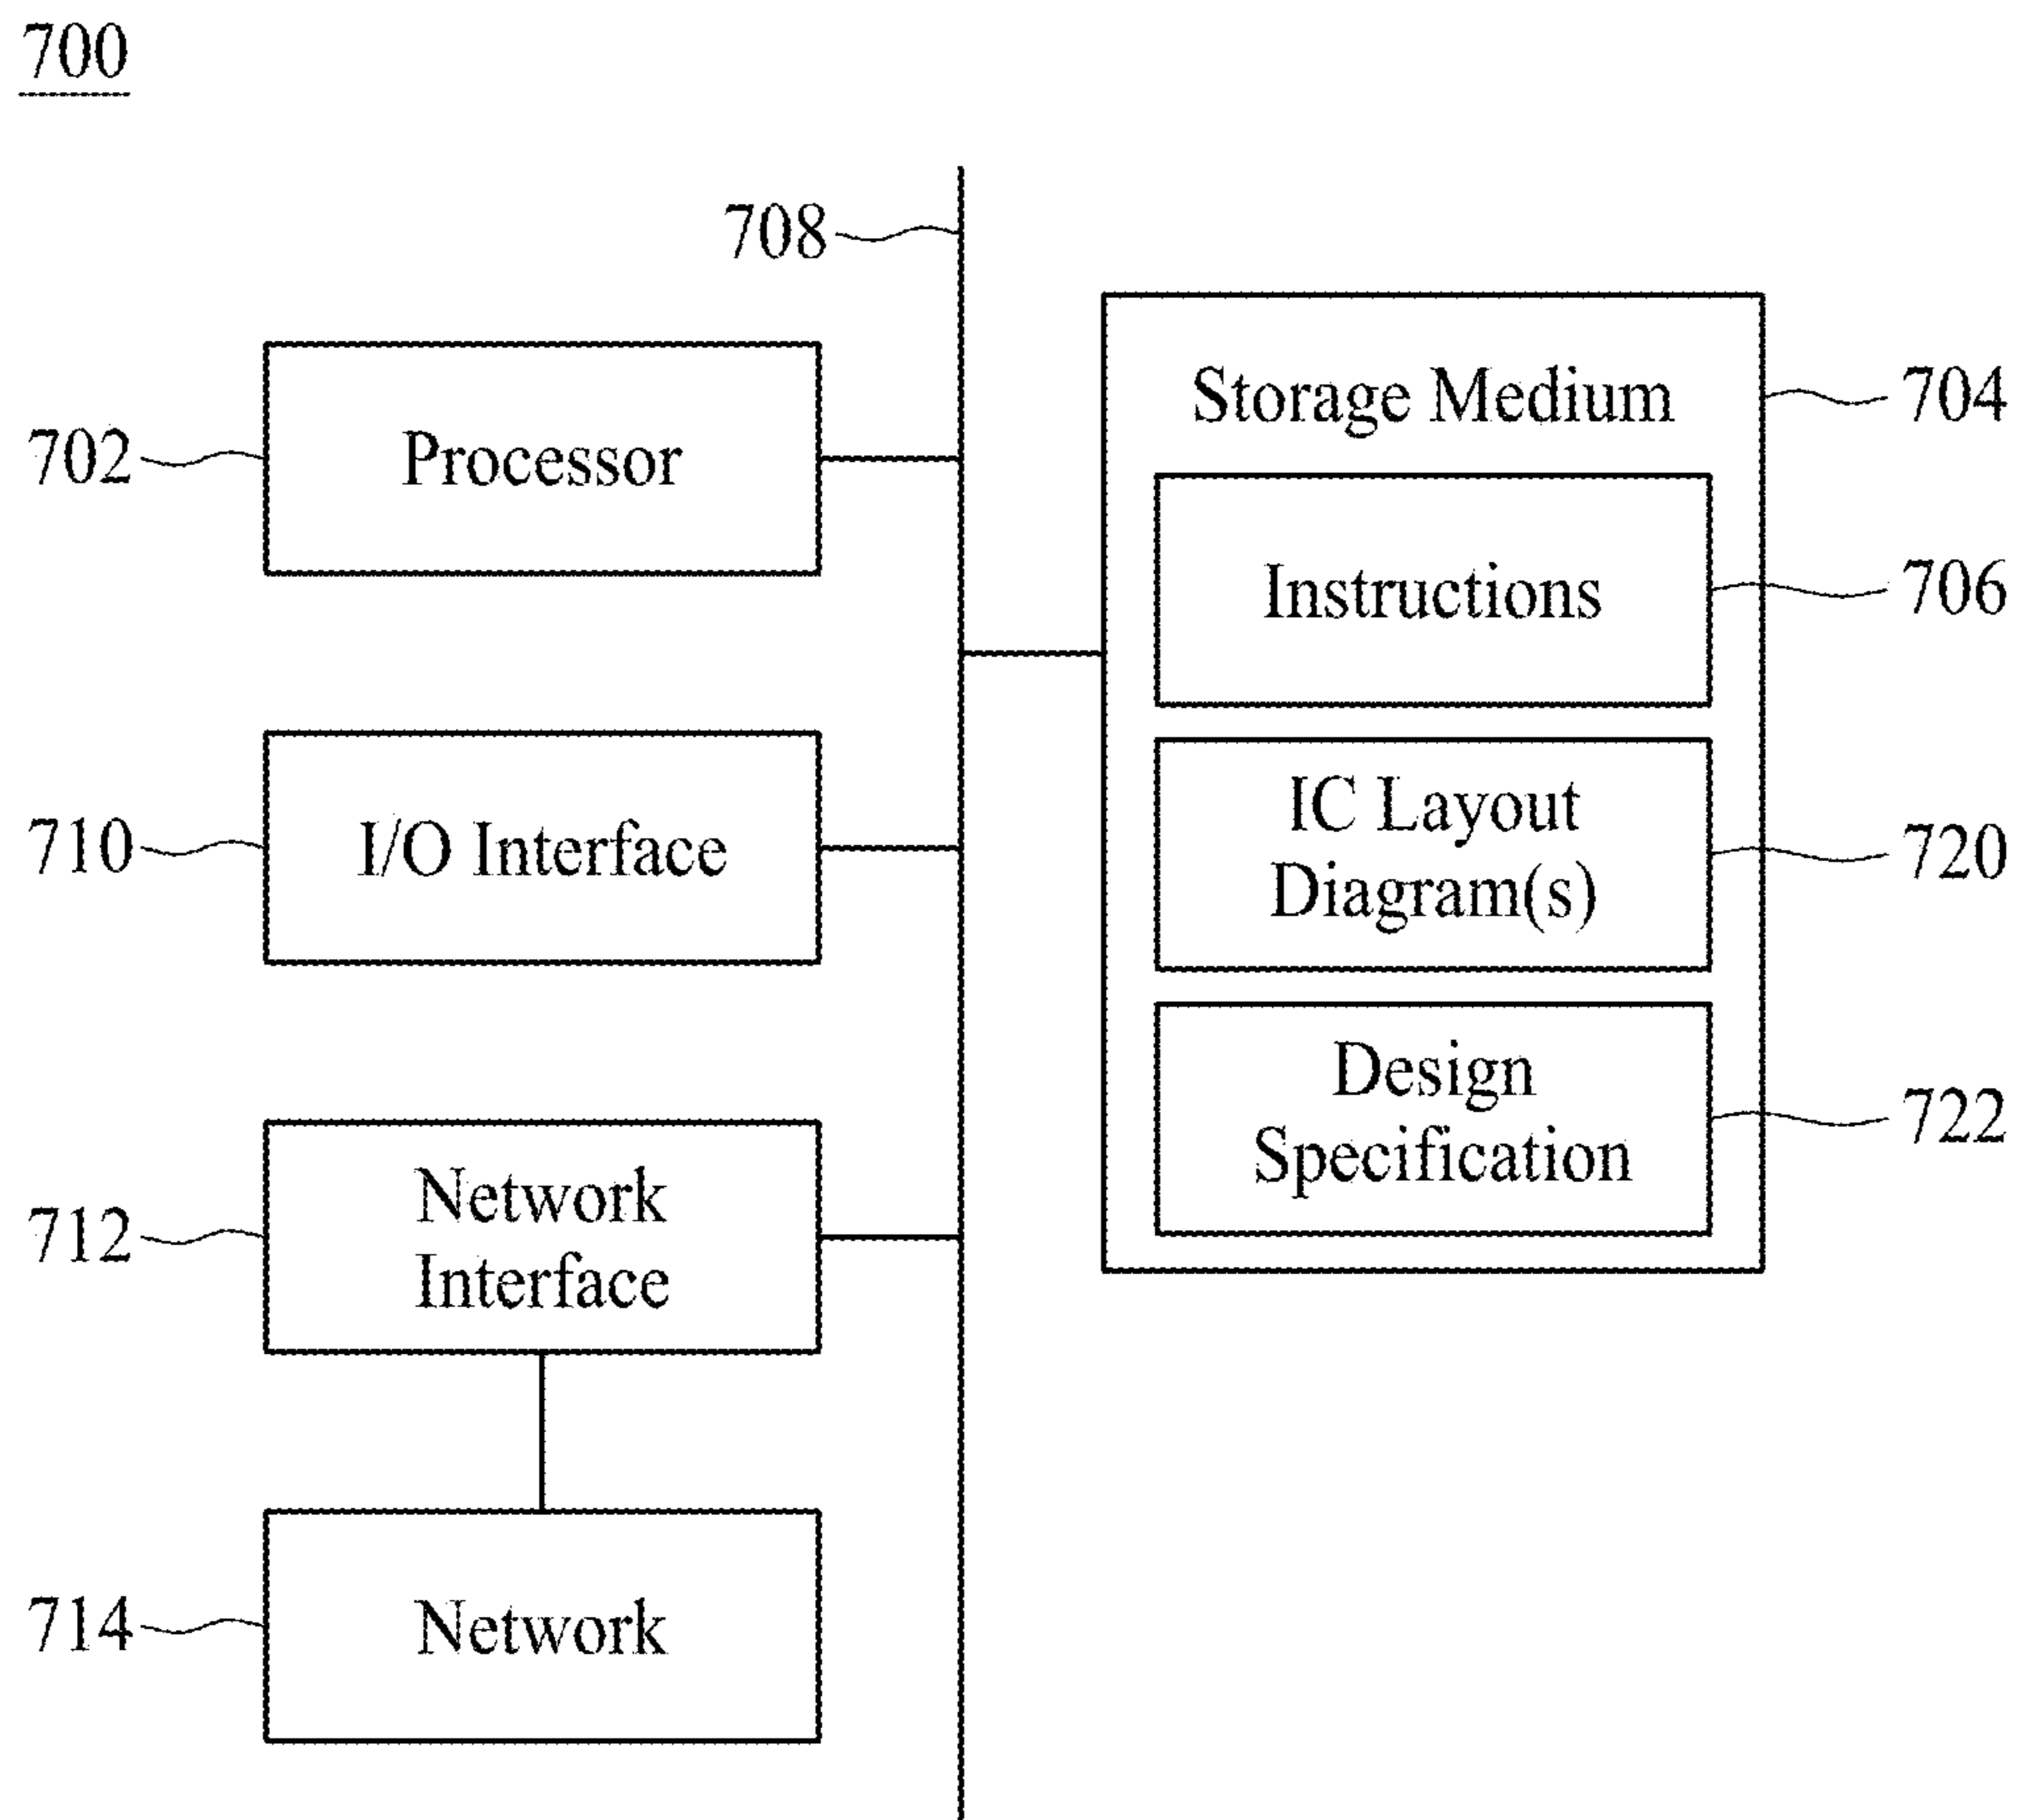 700
708
702
Processor
710
I/O Interface
712
Network
Interface
714
Network
Storage Medium
704
Instructions
706
IC Layout
Diagram(s)
720
Design
Specification
722